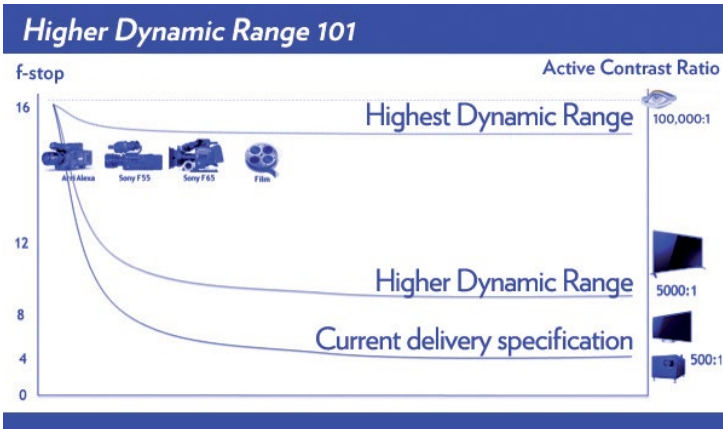 Higher Dynamic Range 101
f-stop
Active Contrast Ratio
16
Highest Dynamic Range
100,000:1
Arri Alexa
Sony F55
Sony F65
Film
12
Higher Dynamic Range
5000:1
8
Current delivery specification
4
500:1
0